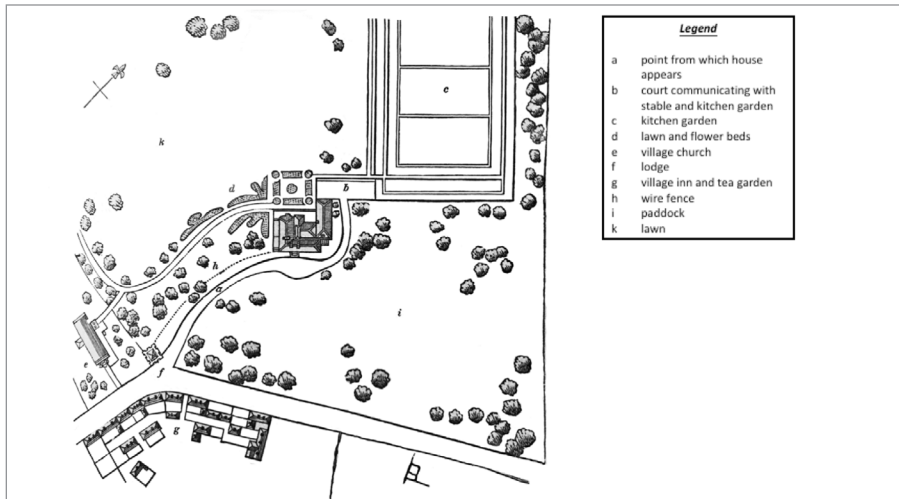 Legend
a point from which house
appears
b court communicating with
stable and kitchen garden
c kitchen garden
d lawn and flower beds
e village church
f lodge
g village inn and tea garden
h wire fence
i paddock
k lawn
c
k
d
b
h
a
i
e
f
g